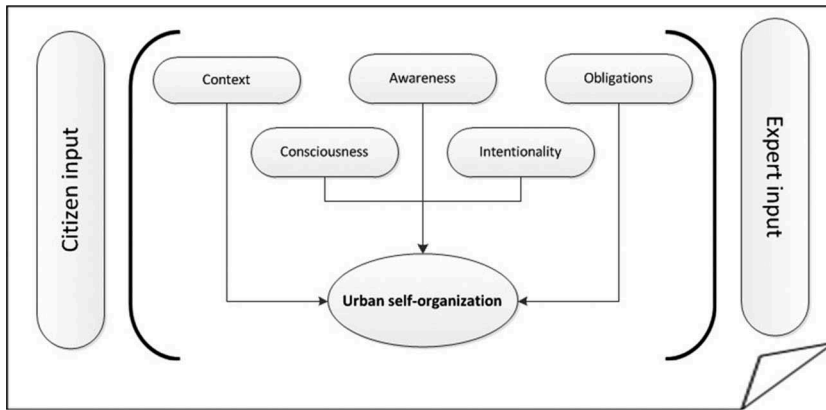 Citizen input
Context
Awareness
Obligations
Consciousness
Intentionality
Urban self-organization
Expert input